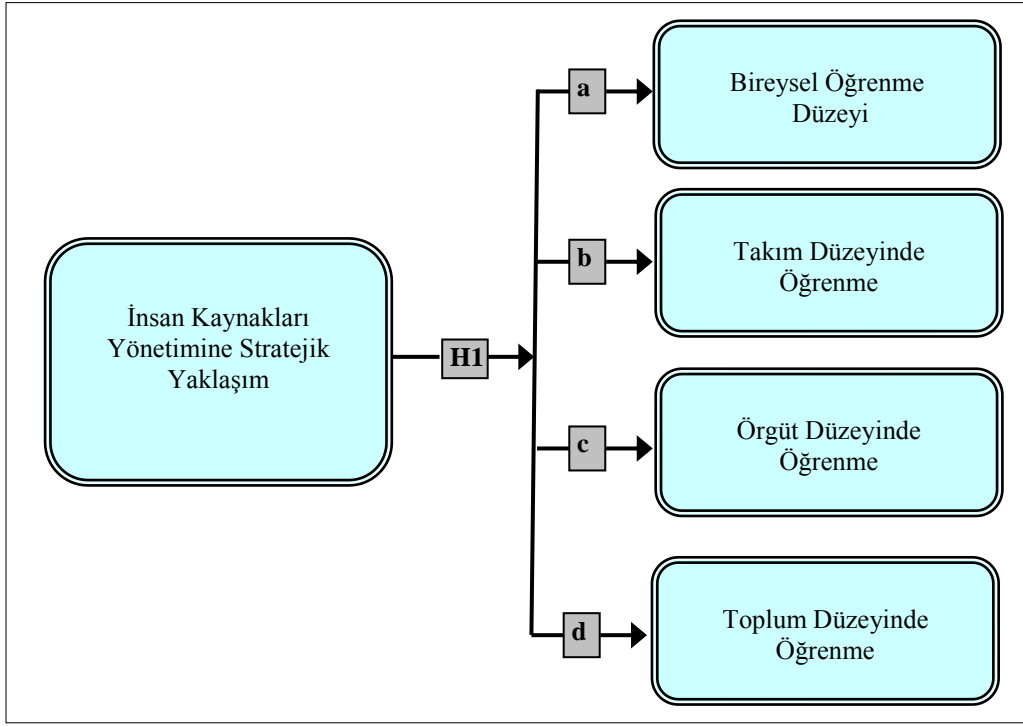 İnsan Kaynakları
Yönetimine Stratejik
Yaklaşım
H1
a
Bireysel Öğrenme
Düzeyi
b
Takım Düzeyinde
Öğrenme
c
Örgüt Düzeyinde
Öğrenme
d
Toplum Düzeyinde
Öğrenme